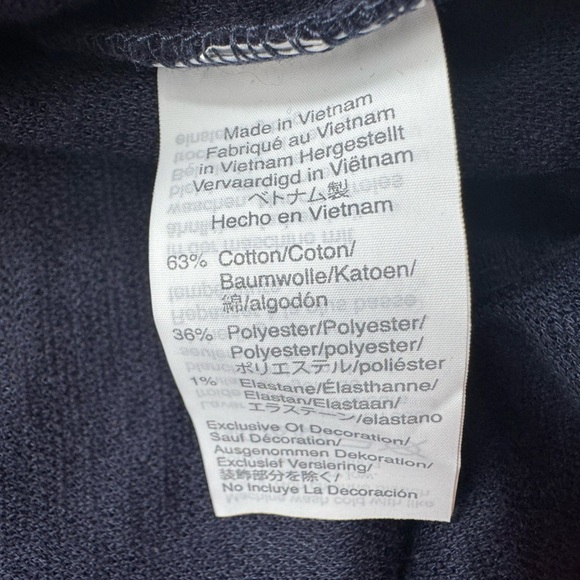 Made in Vietnam
Fabriqué au Vietnam
in Vietnam Hergestellt
Vervaardigd in Viëtnam
ベトナム製
Hecho en Vietnam
63% Cotton/Coton/
Baumwolle/Katoen/
綿/algodón
36% Polyester/Polyester/
Polyester/polyester/
ポリエステル/poliéster
1% Elastane/Élasthanne/
Elastan/Elastaan/
エラステーン/elastano
Exclusive Of Decoration/
Sauf Décoration/
Ausgenommen Dekoration/
Exclusief Versiering/
装飾部分を除く/
No Incluye La Decoración